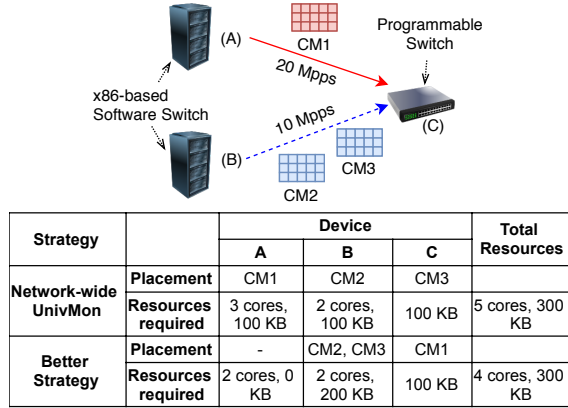 CM1
Programmable
Switch
(A)
20 Mpps
x86-based
Software Switch
10 Mpps
(C)
(B)
CM3
CM2
Strategy Device Total Resources
A B C
Network-wide UnivMon Placement CM1 CM2 CM3
Resources required 3 cores, 100 KB 2 cores, 100 KB 100 KB 5 cores, 300 KB
Better Strategy Placement - CM2, CM3 CM1
Resources required 2 cores, 0 KB 2 cores, 200 KB 100 KB 4 cores, 300 KB